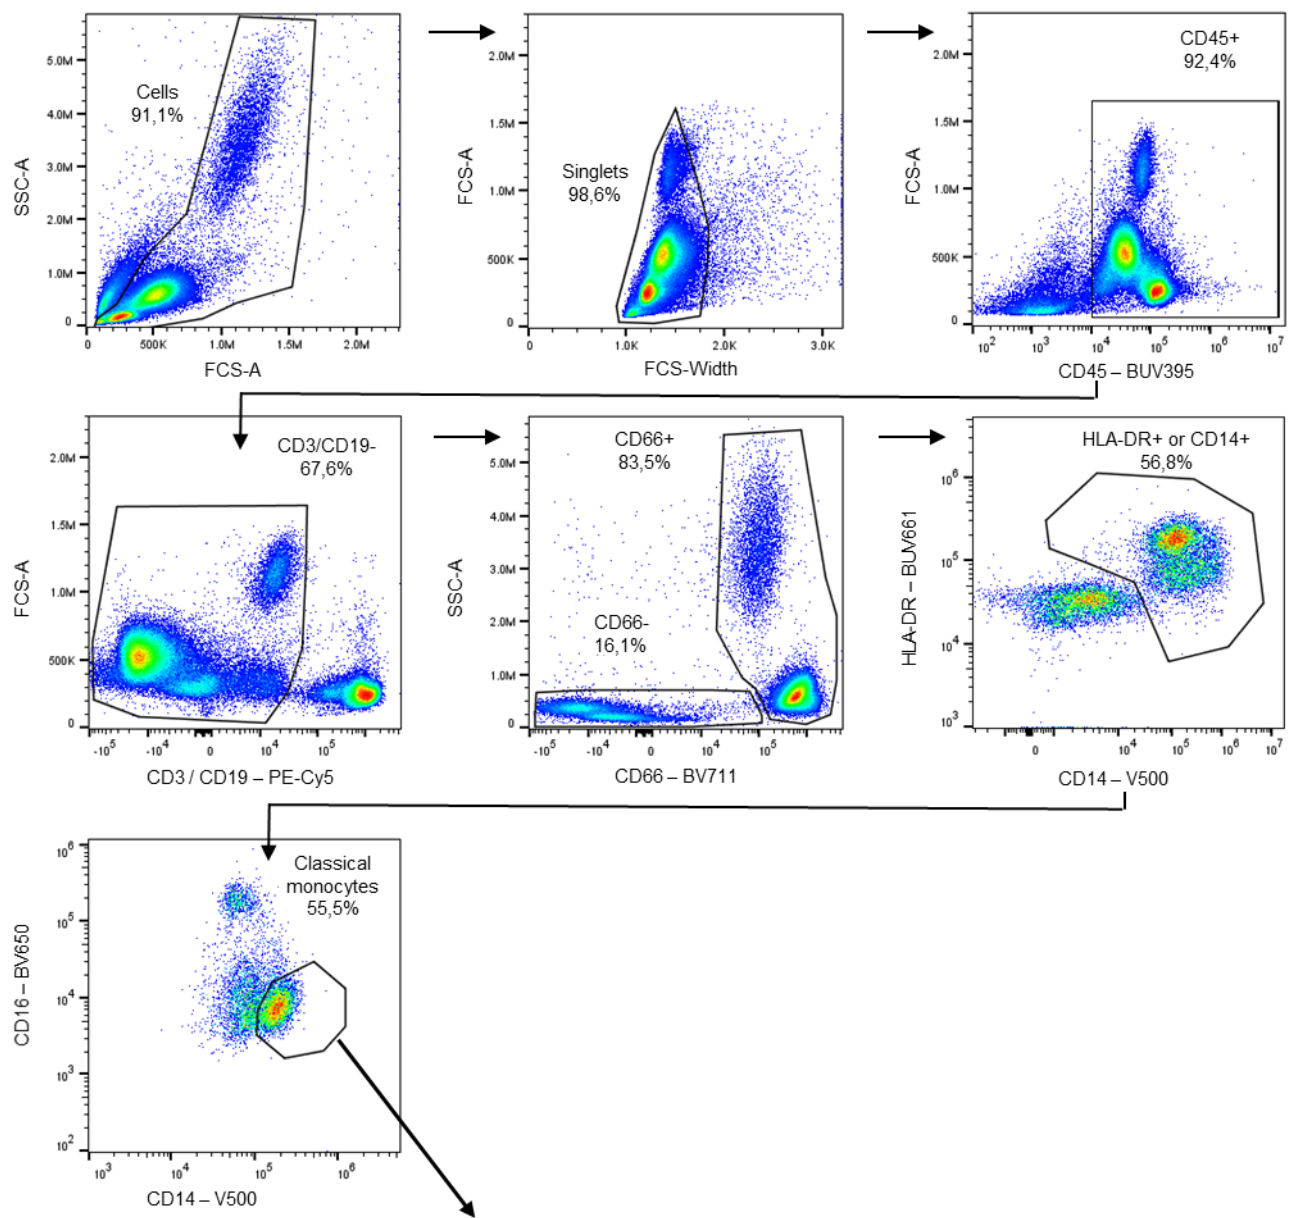 SSC-A
5.0M
4.0M
3.0M
2.0M
1.0M
0
Cells
91,1%
0 500K 1.0M 1.5M 2.0M
FCS-A
FCS-A
2.0M
1.5M
1.0M
500K
0
Singlets
98,6%
0 1.0K 2.0K 3.0K
FCS-Width
FCS-A
2.0M
1.5M
1.0M
500K
0
CD45+
92,4%
10² 10³ 10⁴ 10⁵ 10⁶ 10⁷
CD45 – BUV395
FCS-A
2.0M
1.5M
1.0M
500K
0
CD3/CD19-
67,6%
-10⁵ -10⁴ 0 10⁴ 10⁵
CD3 / CD19 – PE-Cy5
SSC-A
5.0M
4.0M
3.0M
2.0M
1.0M
0
CD66+
83,5%
CD66-
16,1%
-10⁵ -10⁴ 0 10⁴ 10⁵
CD66 – BV711
HLA-DR – BUV661
10⁶
10⁵
10⁴
10³
HLA-DR+ or CD14+
56,8%
0 10⁴ 10⁵ 10⁶ 10⁷
CD14 – V500
CD16 – BV650
10⁶
10⁵
10⁴
10³
10²
Classical
monocytes
55,5%
10³ 10⁴ 10⁵ 10⁶
CD14 – V500